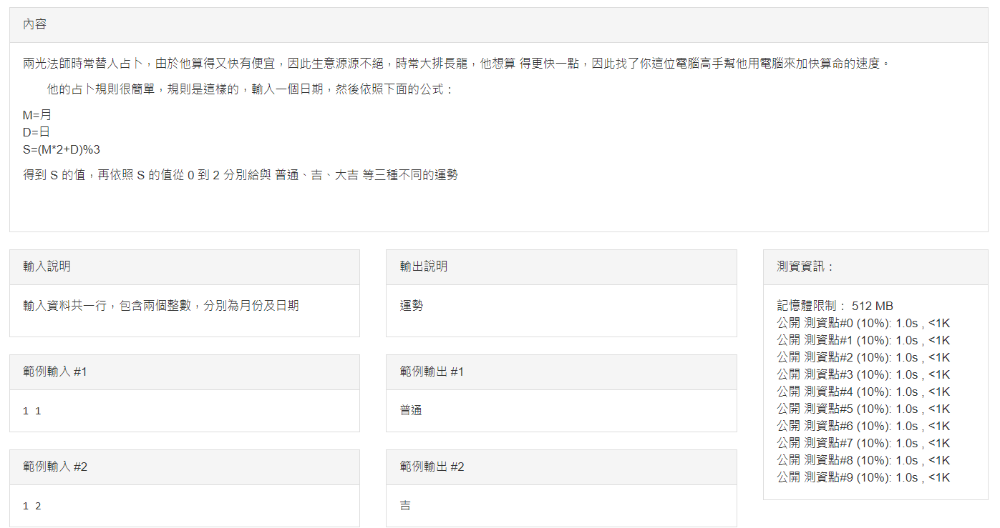 內容
兩光法師時常替人占卜，由於他算得又快有便宜，因此生意源源不絕，時常大排長龍，他想算 得更快一點，因此找了你這位電腦高手幫他用電腦來加快算命的速度。
他的占卜規則很簡單，規則是這樣的，輸入一個日期，然後依照下面的公式：
M=月
D=日
S=(M*2+D)%3
得到 S 的值，再依照 S 的值從 0 到 2 分別給與 普通、吉、大吉 等三種不同的運勢
輸入說明
輸入資料共一行，包含兩個整數，分別為月份及日期
輸出說明
運勢
測資資訊：
記憶體限制： 512 MB
公開 測資點#0 (10%): 1.0s , <1K
公開 測資點#1 (10%): 1.0s , <1K
公開 測資點#2 (10%): 1.0s , <1K
公開 測資點#3 (10%): 1.0s , <1K
公開 測資點#4 (10%): 1.0s , <1K
公開 測資點#5 (10%): 1.0s , <1K
公開 測資點#6 (10%): 1.0s , <1K
公開 測資點#7 (10%): 1.0s , <1K
公開 測資點#8 (10%): 1.0s , <1K
公開 測資點#9 (10%): 1.0s , <1K
範例輸入 #1
1 1
範例輸出 #1
普通
範例輸入 #2
1 2
範例輸出 #2
吉